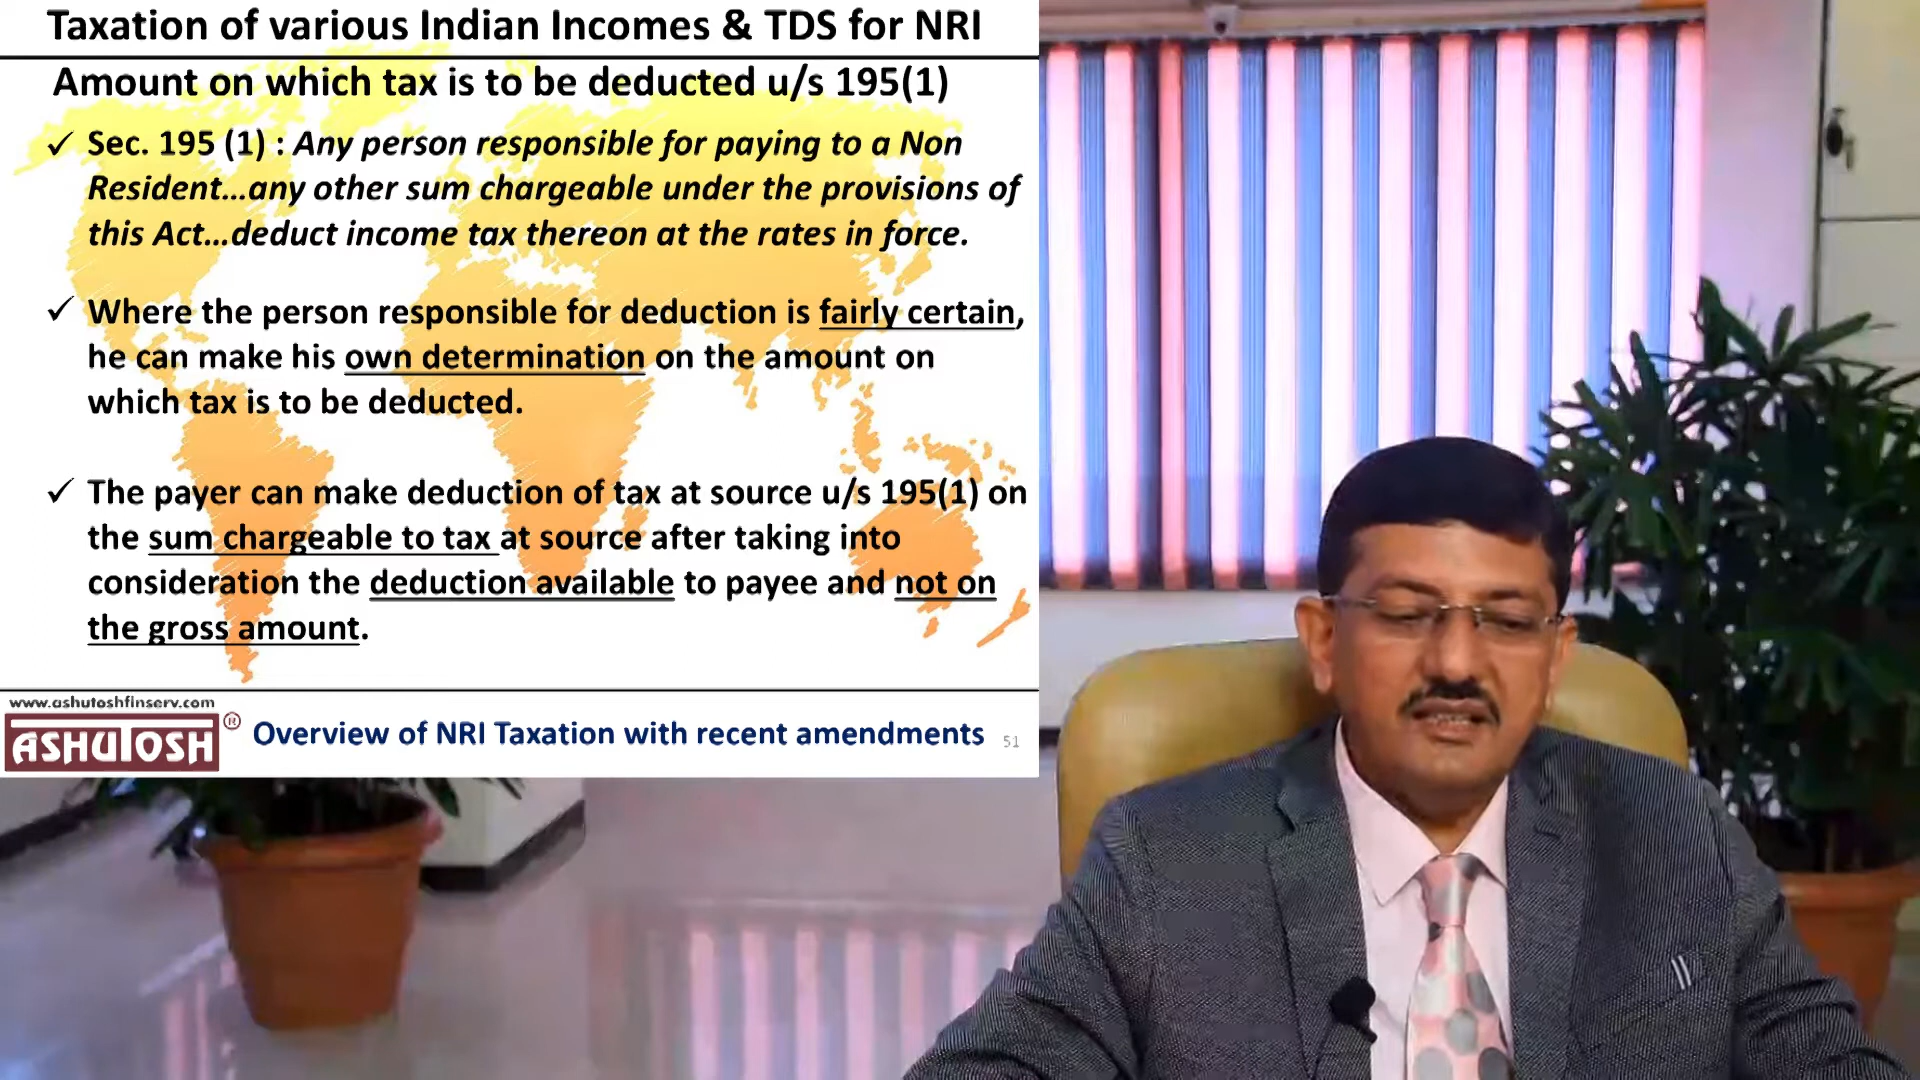 Taxation of various Indian Incomes & TDS for NRI
Amount on which tax is to be deducted u/s 195(1)
✓ Sec. 195 (1) : Any person responsible for paying to a Non
Resident...any other sum chargeable under the provisions of
this Act...deduct income tax thereon at the rates in force.
✓ Where the person responsible for deduction is fairly certain,
he can make his own determination on the amount on
which tax is to be deducted.
✓ The payer can make deduction of tax at source u/s 195(1) on
the sum chargeable to tax at source after taking into
consideration the deduction available to payee and not on
the gross amount.
www.ashutoshfinserv.com
ASHUTOSH ®
Overview of NRI Taxation with recent amendments
51